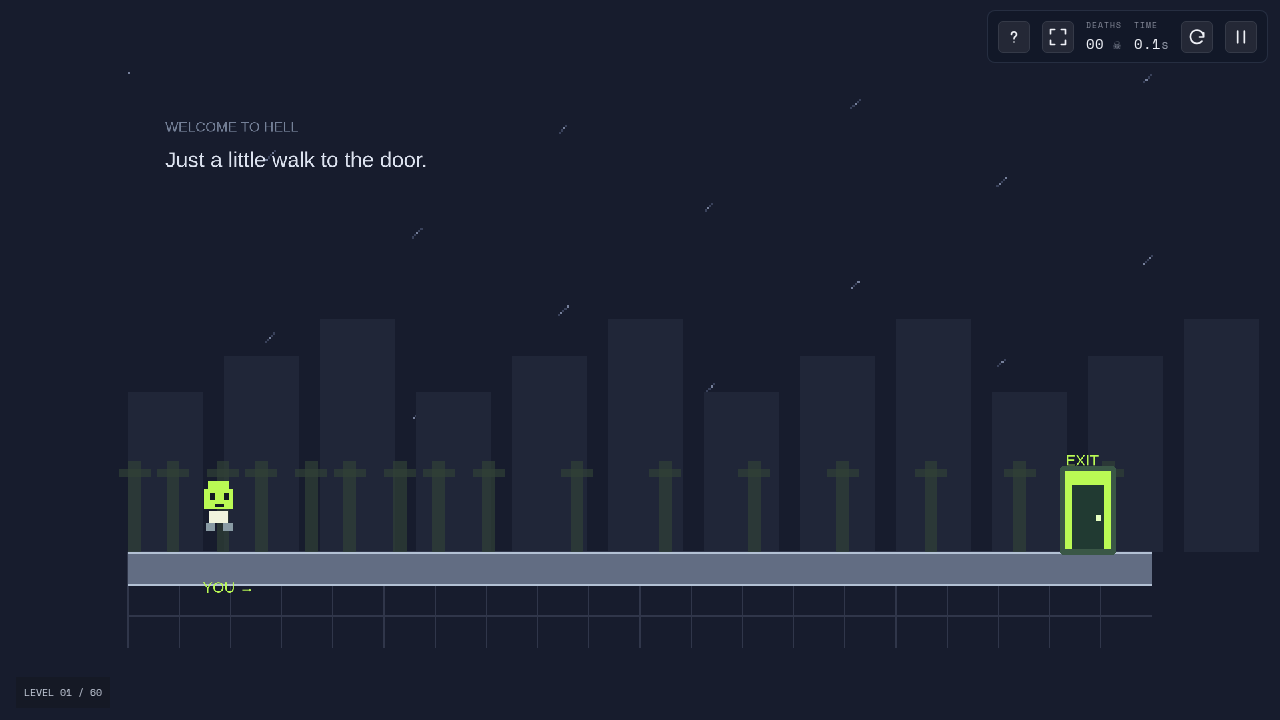 ?
DEATHS TIME
00 ☠ 0.1s
WELCOME TO HELL
Just a little walk to the door.
EXIT
YOU →
LEVEL 01 / 60